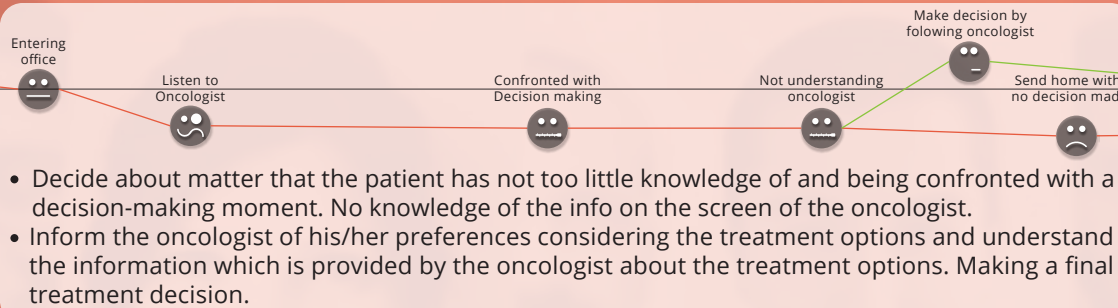 Entering
office
Listen to
Oncologist
Confronted with
Decision making
Not understanding
oncologist
Make decision by
folowing oncologist
Send home with
no decision mad
• Decide about matter that the patient has not too little knowledge of and being confronted with a
decision-making moment. No knowledge of the info on the screen of the oncologist.
• Inform the oncologist of his/her preferences considering the treatment options and understand
the information which is provided by the oncologist about the treatment options. Making a final
treatment decision.